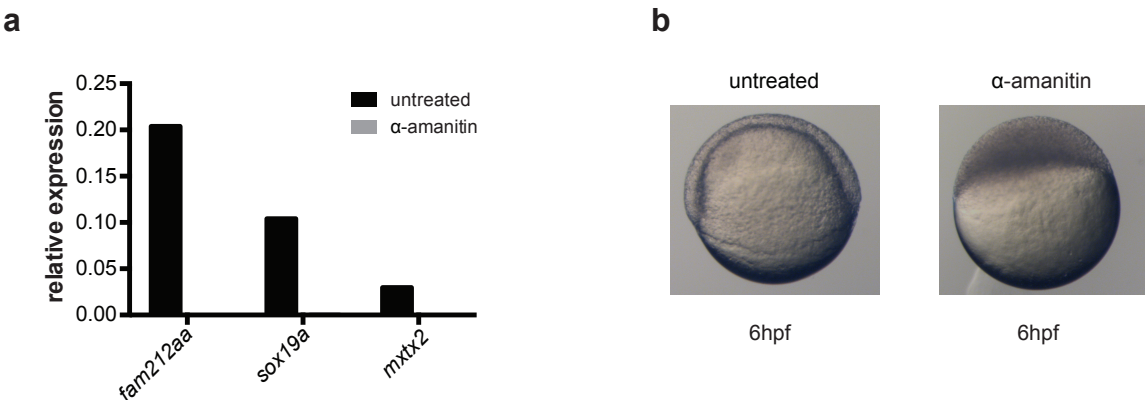 a
relative expression
0.25
0.20
0.15
0.10
0.05
0.00
untreated
α-amanitin
fam212aa
sox19a
mxtx2
b
untreated
α-amanitin
6hpf
6hpf